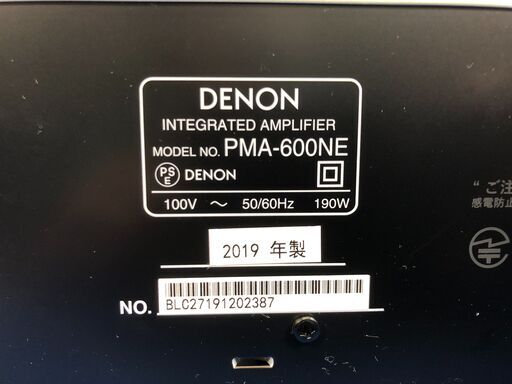 DENON
INTEGRATED AMPLIFIER
MODEL NO. PMA-600NE
PS E DENON
100V ～ 50/60Hz 190W
2019 年製
NO. BLC27191202387
“ご注
感電防止